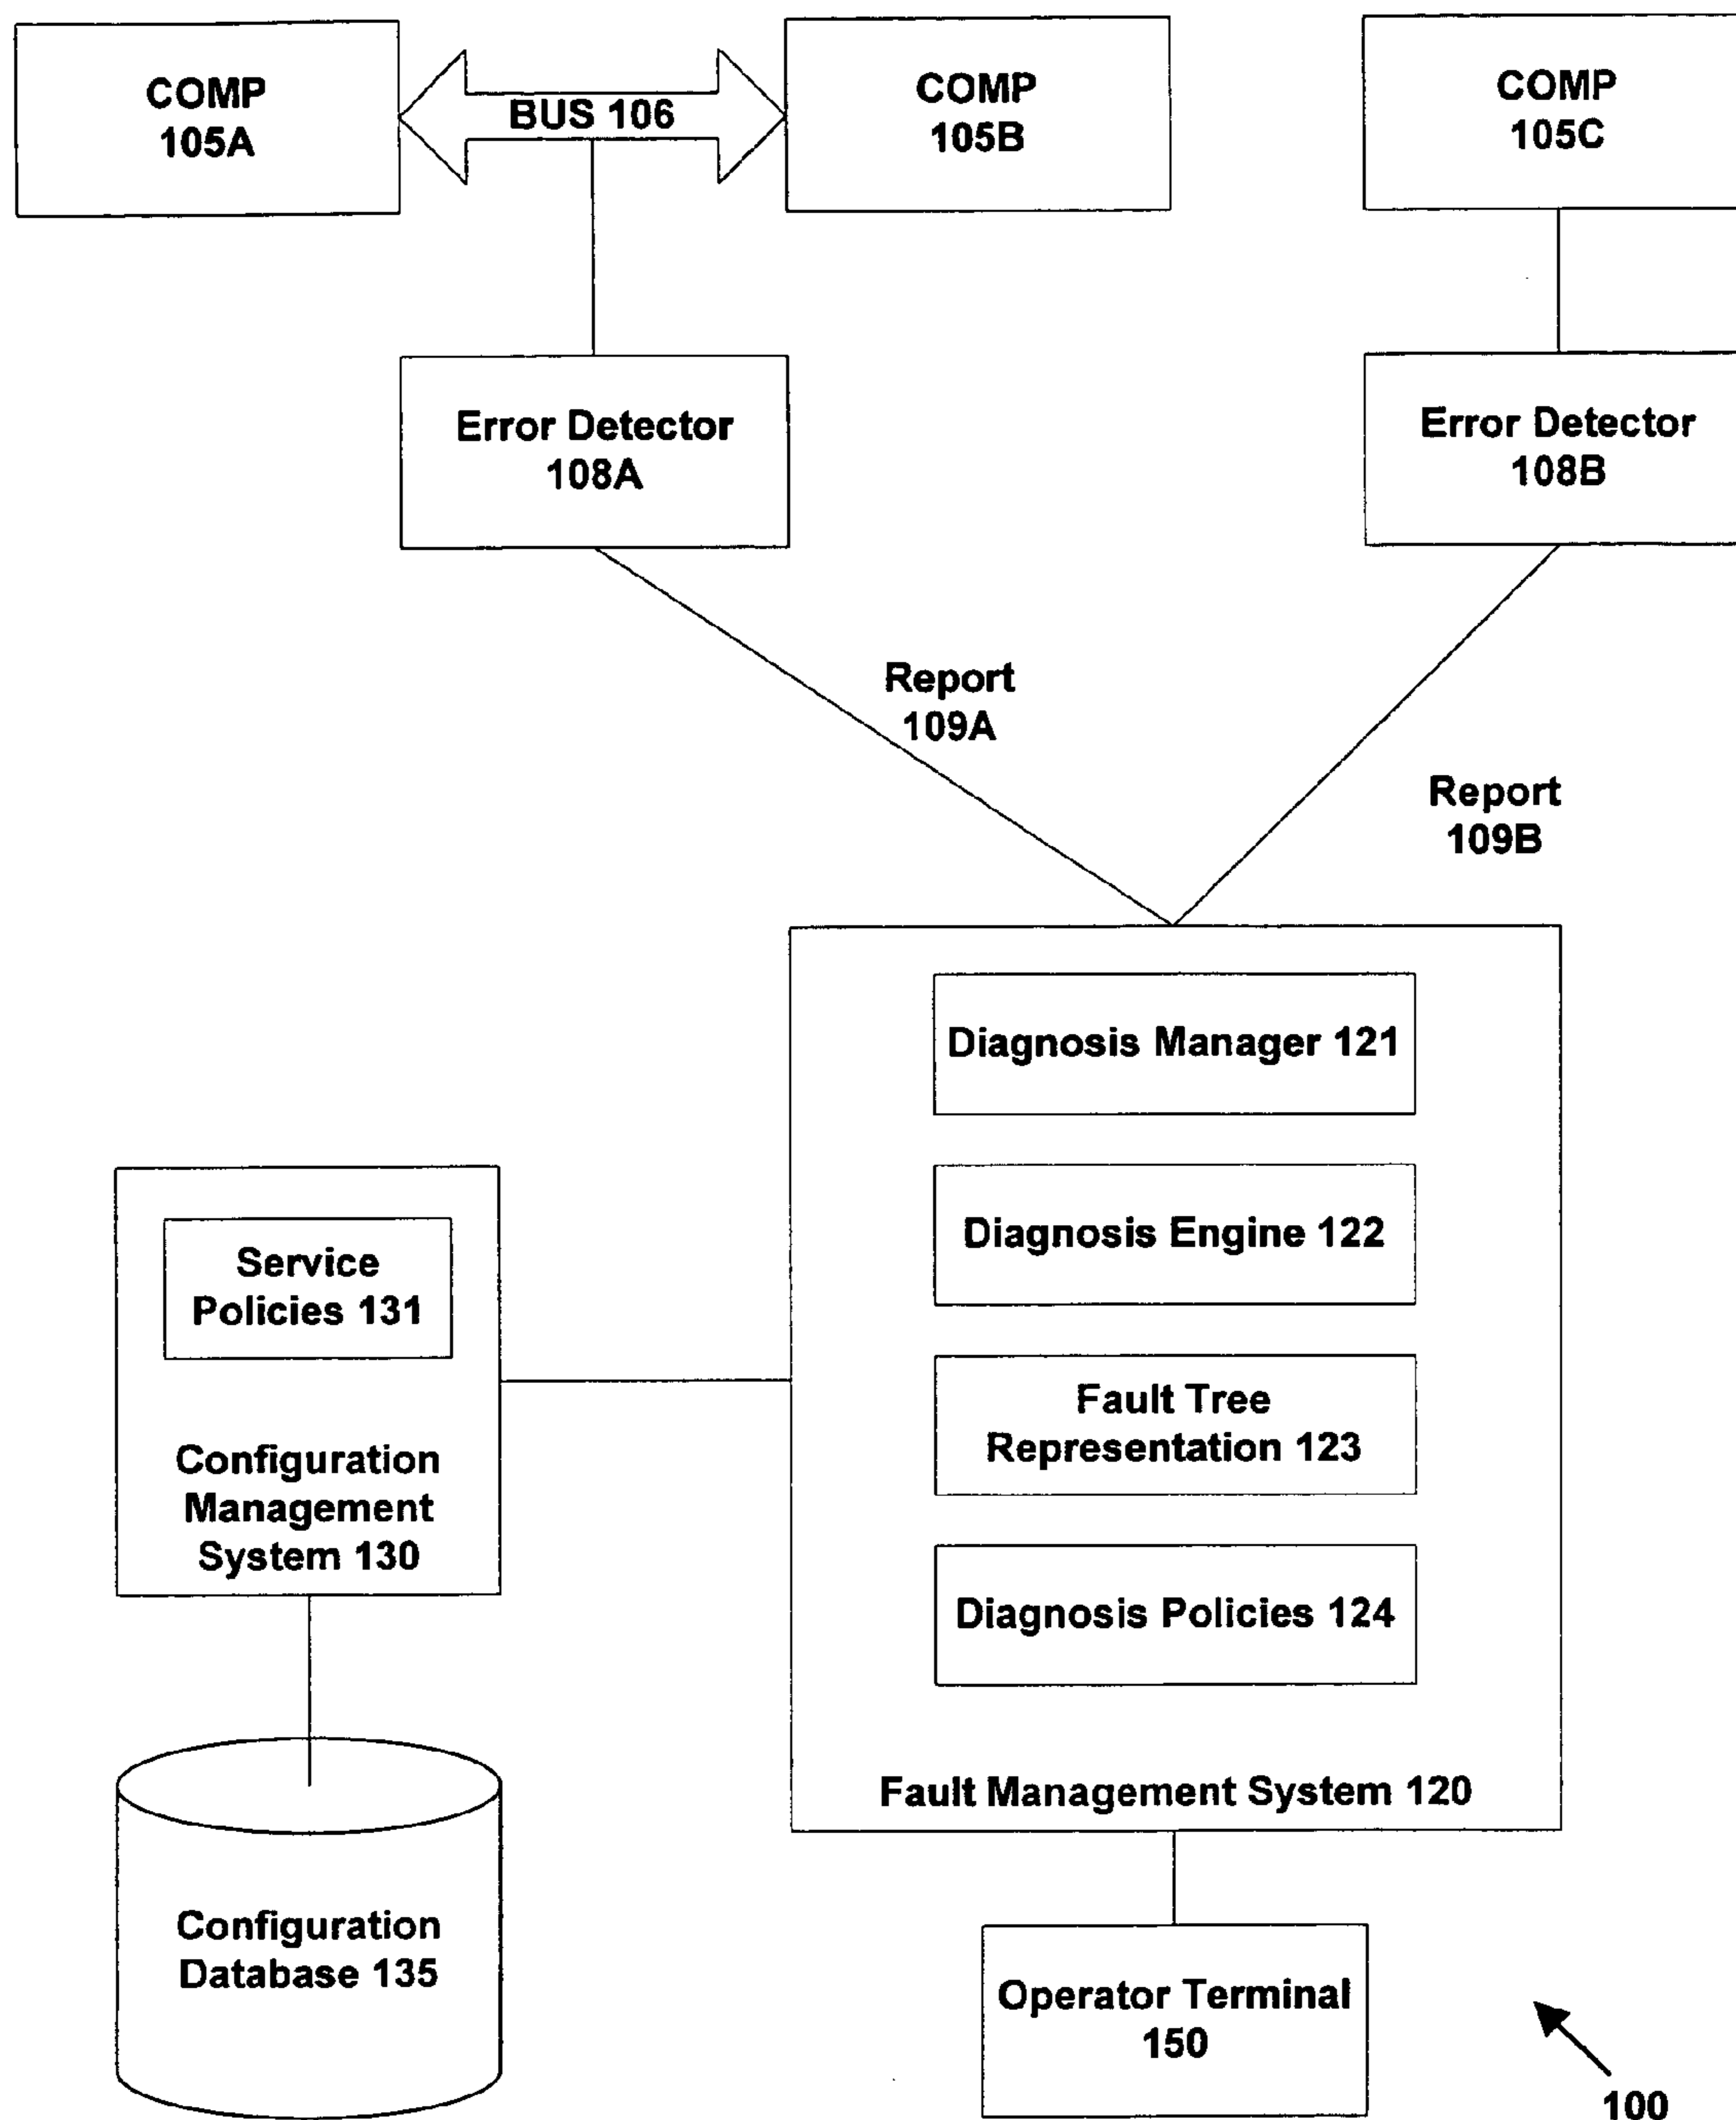 COMP
105A
BUS 106
COMP
105B
COMP
105C
Error Detector
108A
Error Detector
108B
Report
109A
Report
109B
Diagnosis Manager 121
Diagnosis Engine 122
Fault Tree
Representation 123
Diagnosis Policies 124
Fault Management System 120
Service
Policies 131
Configuration
Management
System 130
Configuration
Database 135
Operator Terminal
150
100